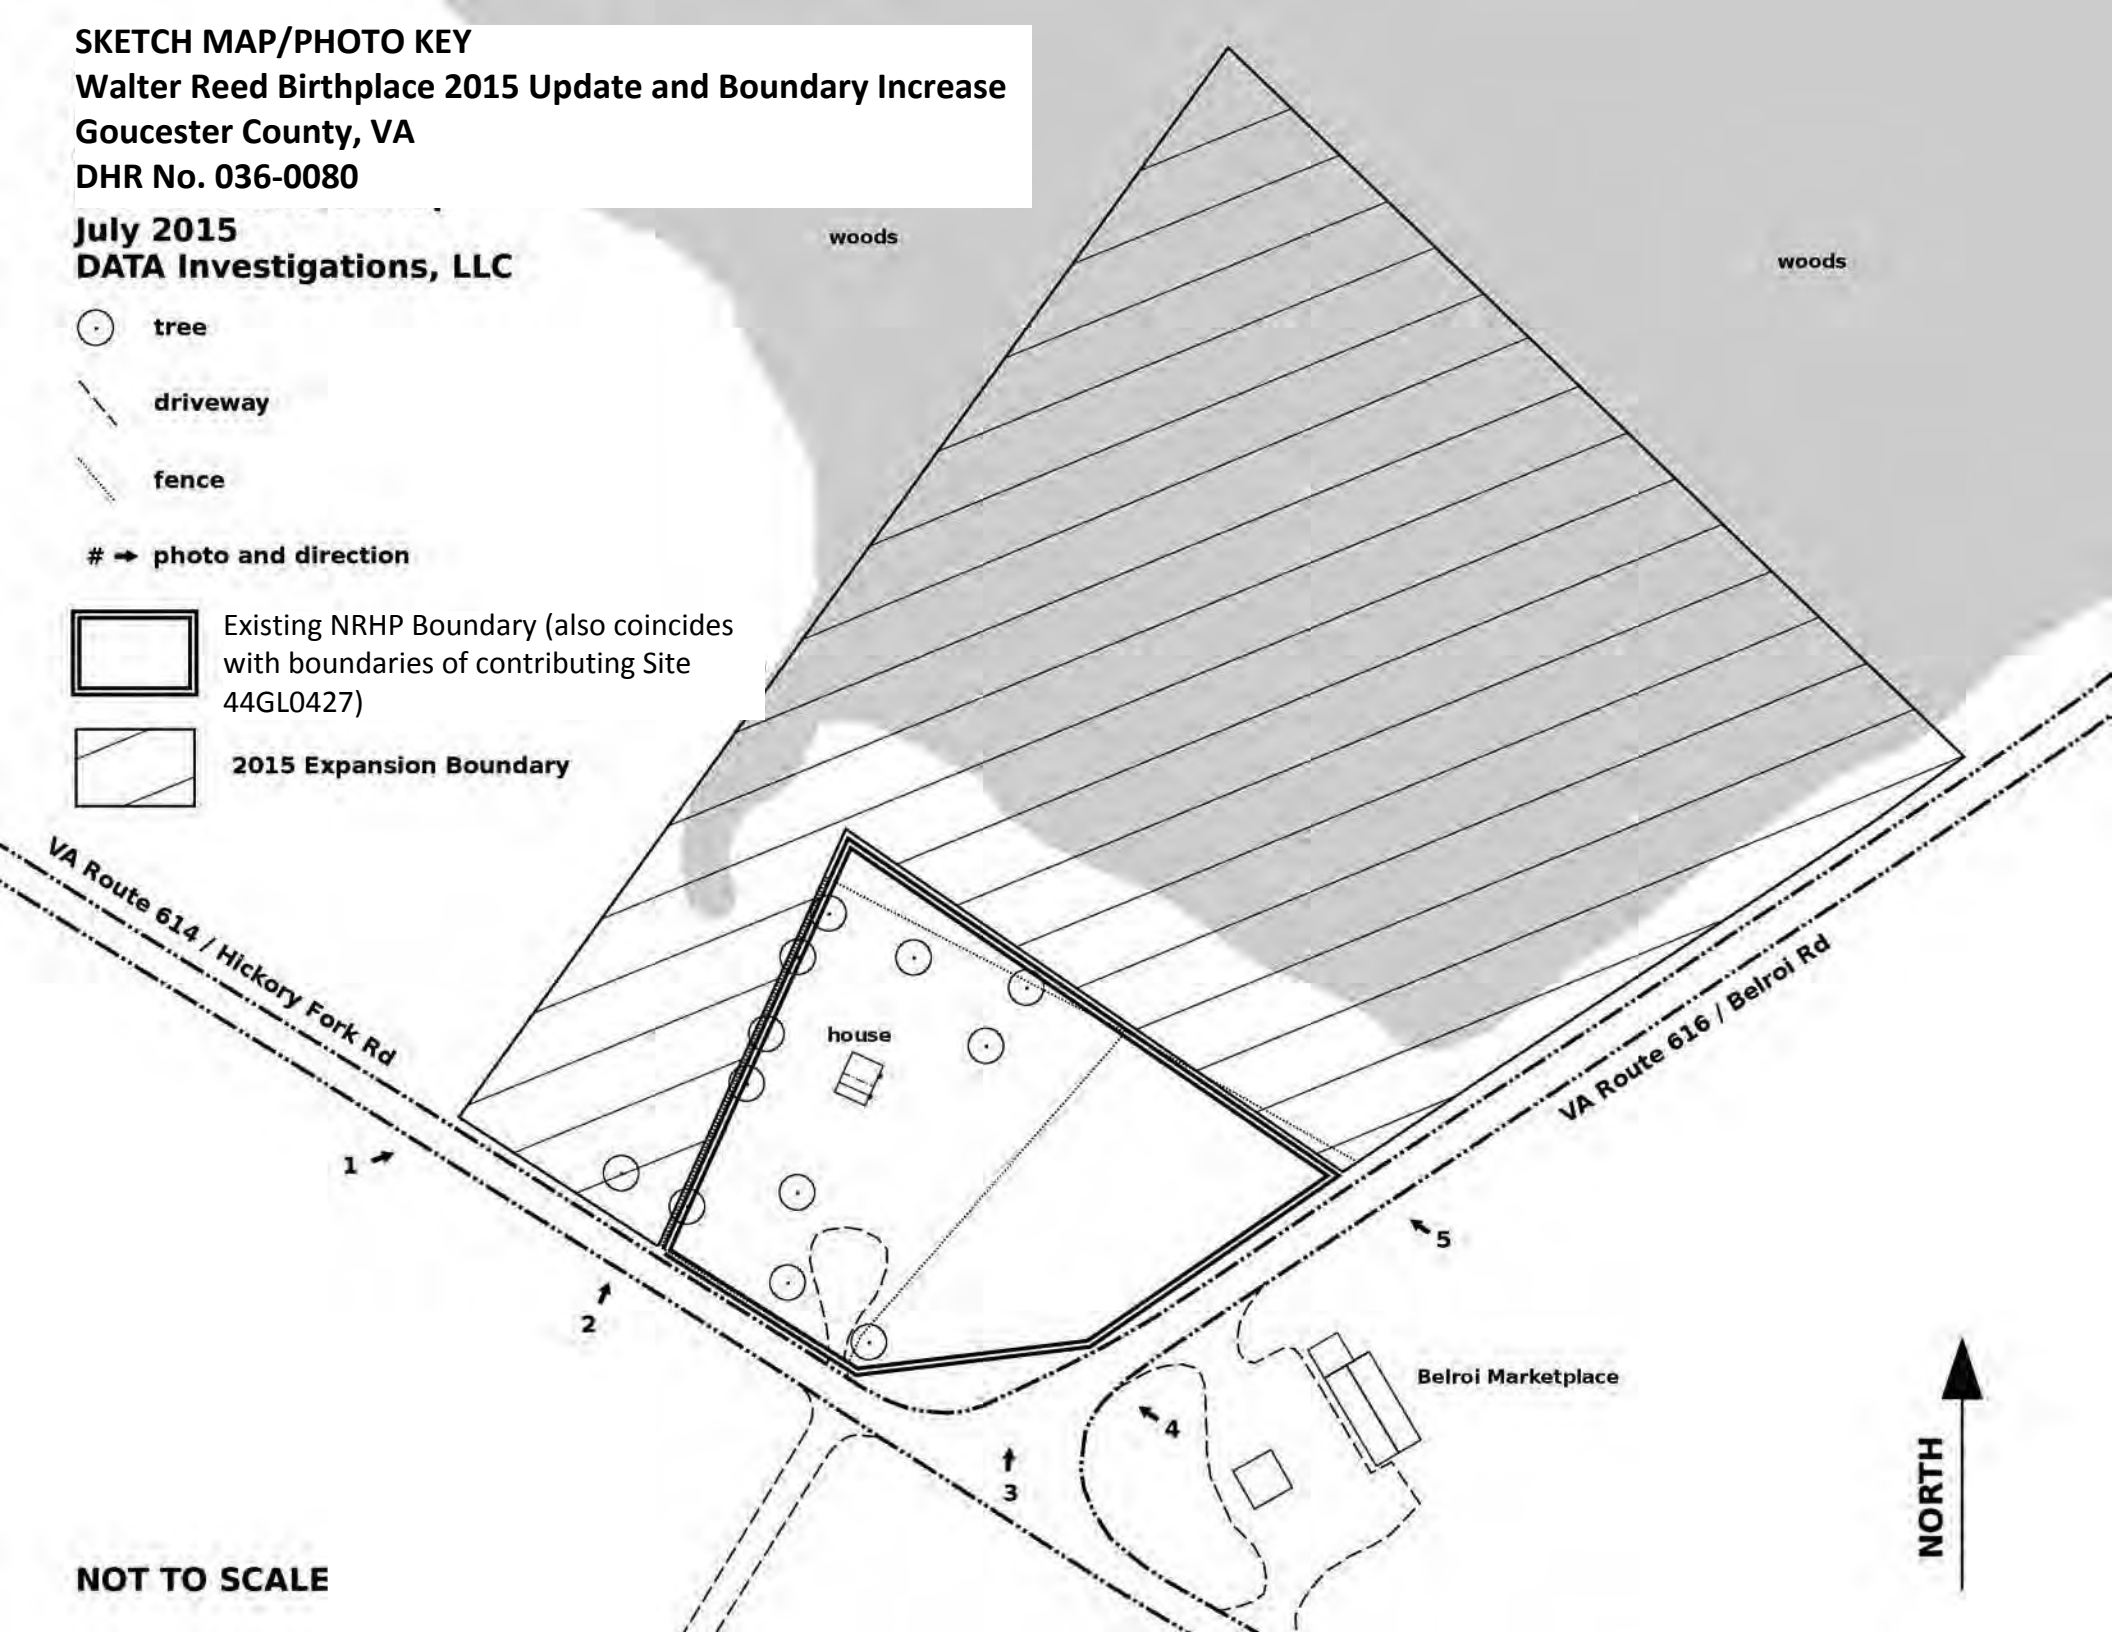 SKETCH MAP/PHOTO KEY
Walter Reed Birthplace 2015 Update and Boundary Increase
Goucester County, VA
DHR No. 036-0080
July 2015
DATA Investigations, LLC
woods
woods
tree
driveway
fence
# photo and direction
Existing NRHP Boundary (also coincides
with boundaries of contributing Site
44GL0427)
2015 Expansion Boundary
VA Route 614 / Hickory Fork Rd
VA Route 616 / Belroi Rd
house
1
2
5
Belroi Marketplace
4
3
NORTH
NOT TO SCALE